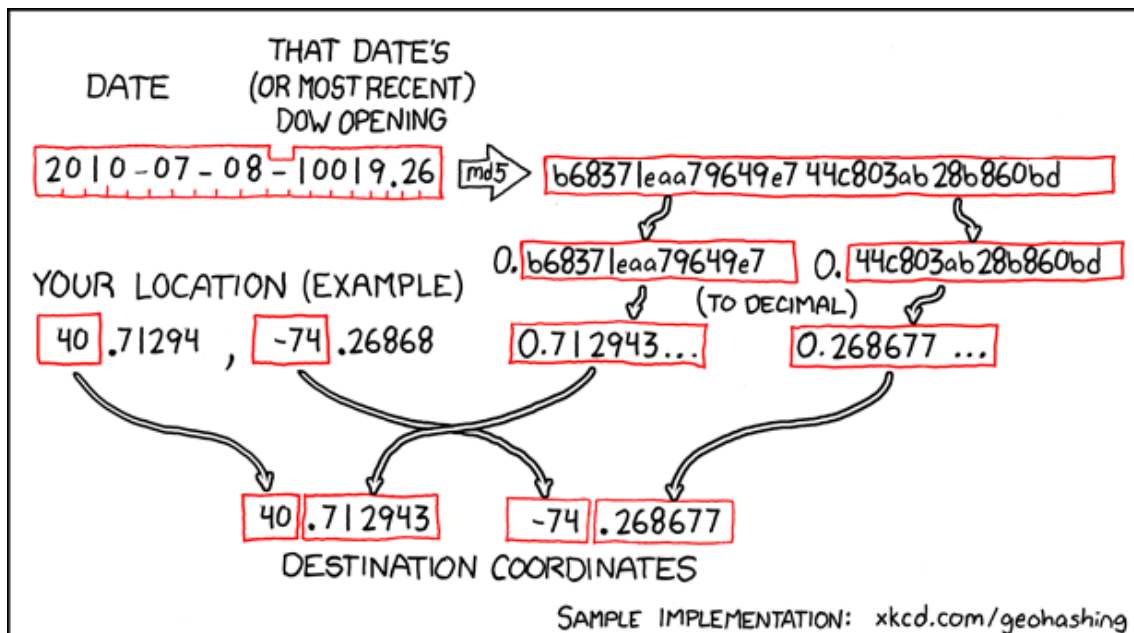 DATE
THAT DATE'S
(OR MOST RECENT)
DOW OPENING
2010-07-08-10019.26
md5
b68371eaa79649e744c803ab28b860bd
0.b68371eaa79649e7
0.44c803ab28b860bd
(TO DECIMAL)
0.712943...
0.268677 ...
YOUR LOCATION (EXAMPLE)
40.71294, -74.26868
40.712943 -74.268677
DESTINATION COORDINATES
SAMPLE IMPLEMENTATION: xkcd.com/geohashing